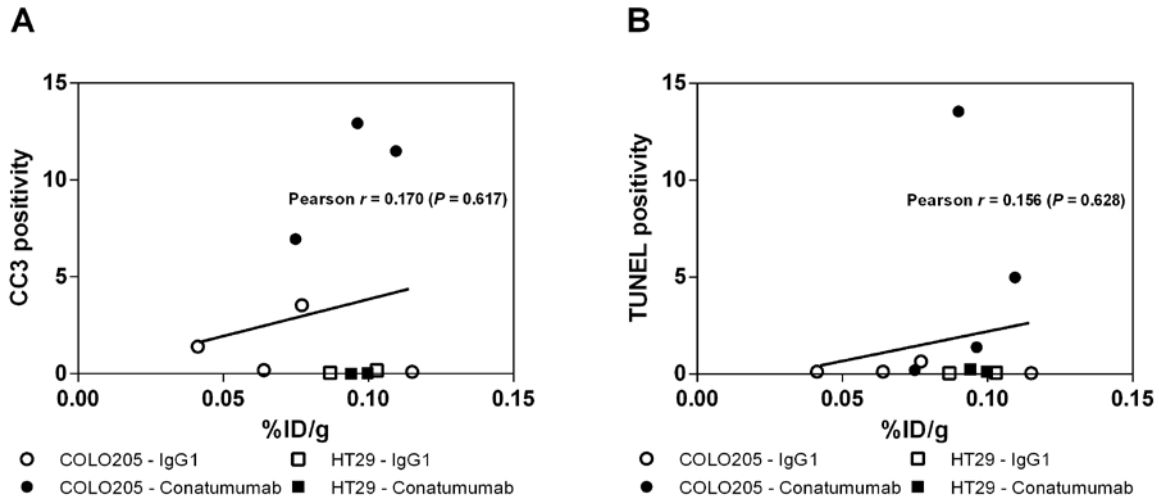 A
B
15
10
5
0
CC3 positivity
Pearson r = 0.170 (P = 0.617)
0.00
0.05
0.10
0.15
%ID/g
15
10
5
0
TUNEL positivity
Pearson r = 0.156 (P = 0.628)
0.00
0.05
0.10
0.15
%ID/g
COLO205 - IgG1
HT29 - IgG1
COLO205 - Conatumumab
HT29 - Conatumumab
COLO205 - IgG1
HT29 - IgG1
COLO205 - Conatumumab
HT29 - Conatumumab